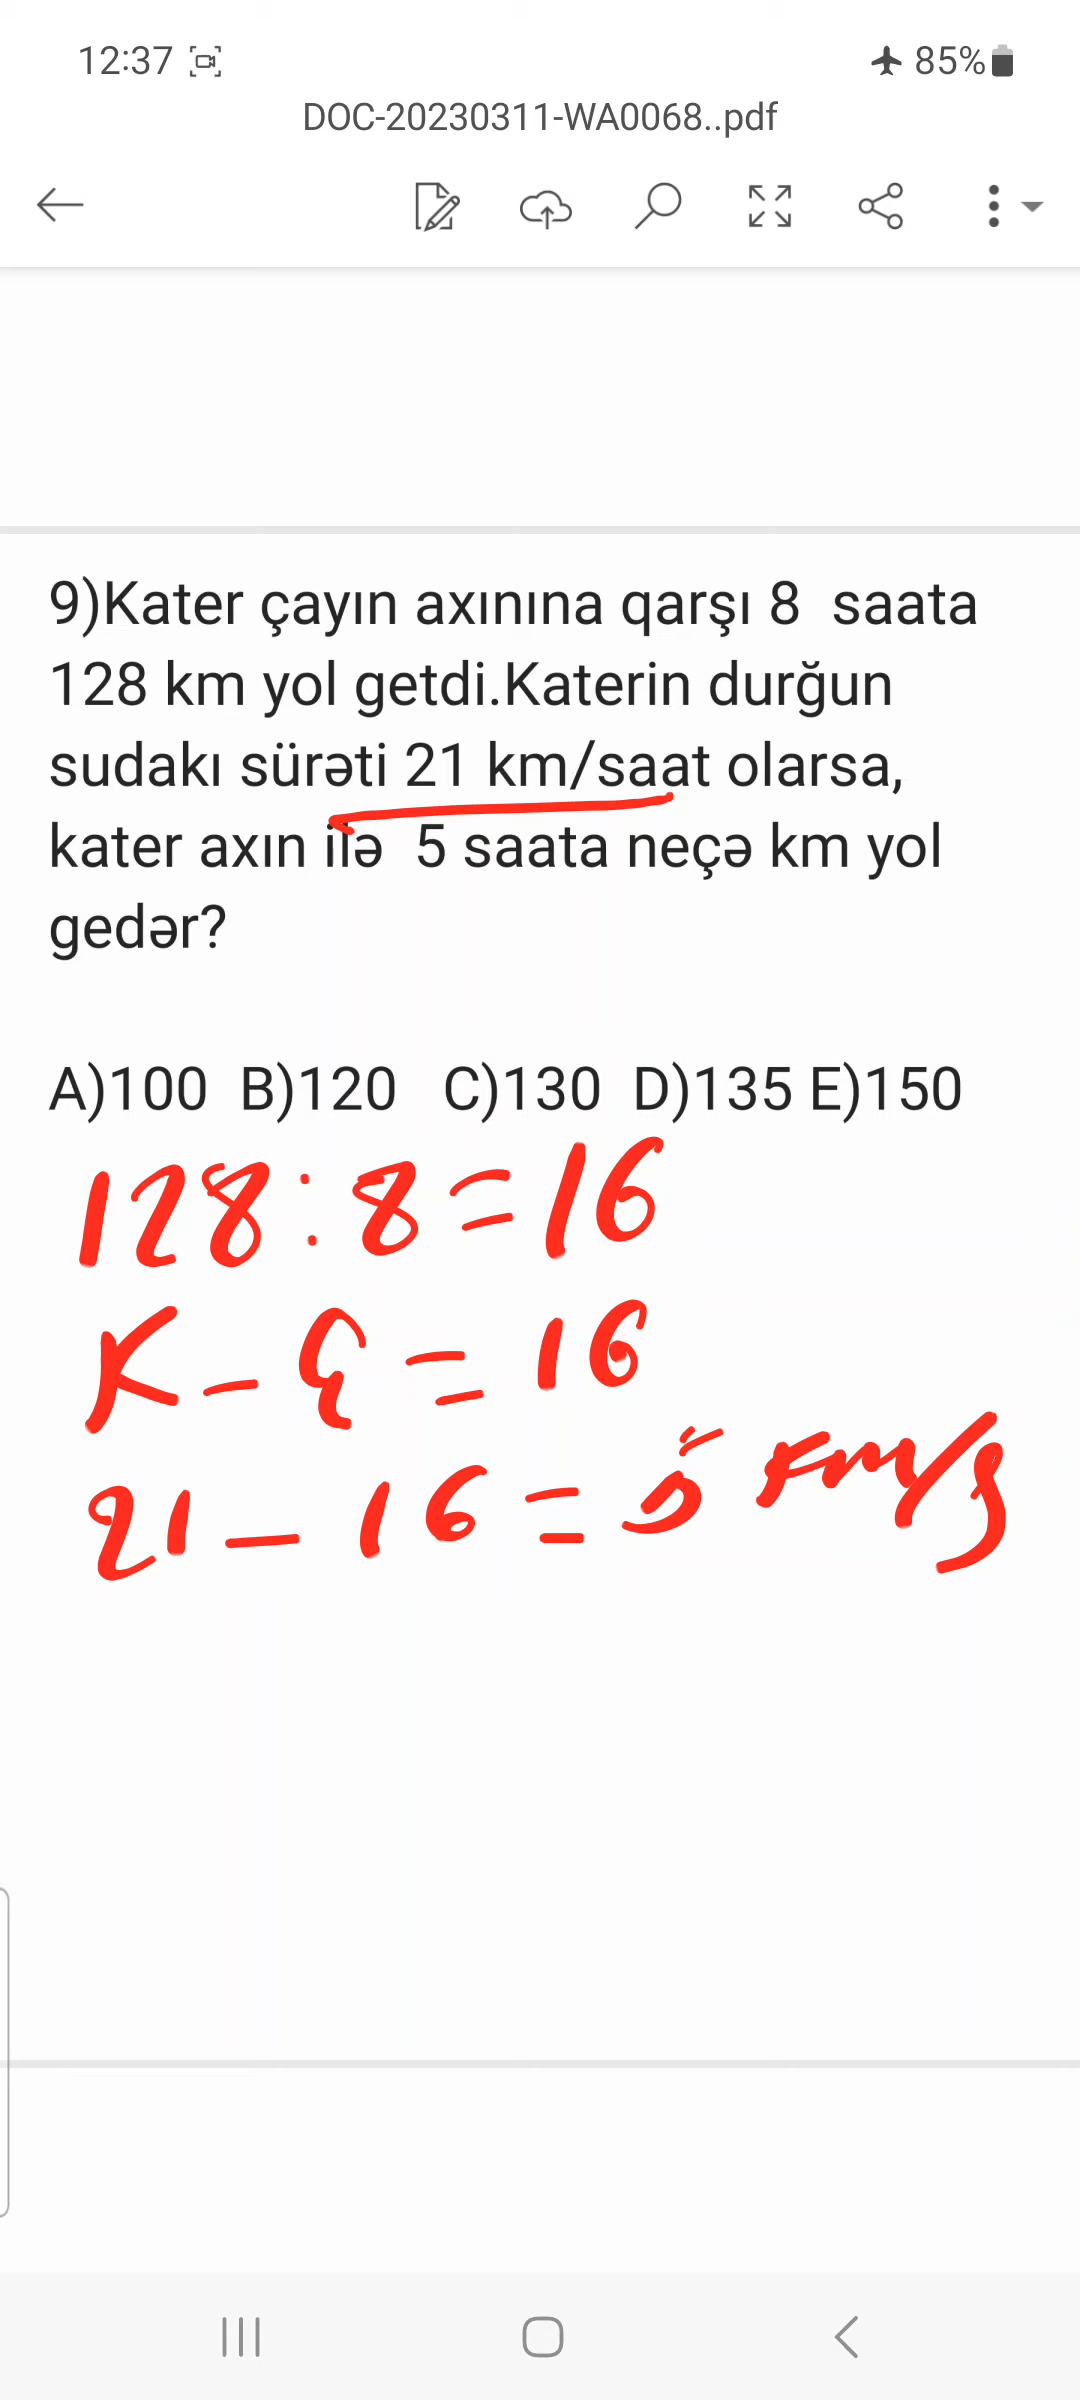 12:37 85%
DOC-20230311-WA0068..pdf
9)Kater çayın axınına qarşı 8 saata
128 km yol getdi.Katerin durğun
sudakı sürəti 21 km/saat olarsa,
kater axın ilə 5 saata neçə km yol
gedər?
A)100 B)120 C)130 D)135 E)150
128:8=16
K-Ç=16
21-16=5 km/s